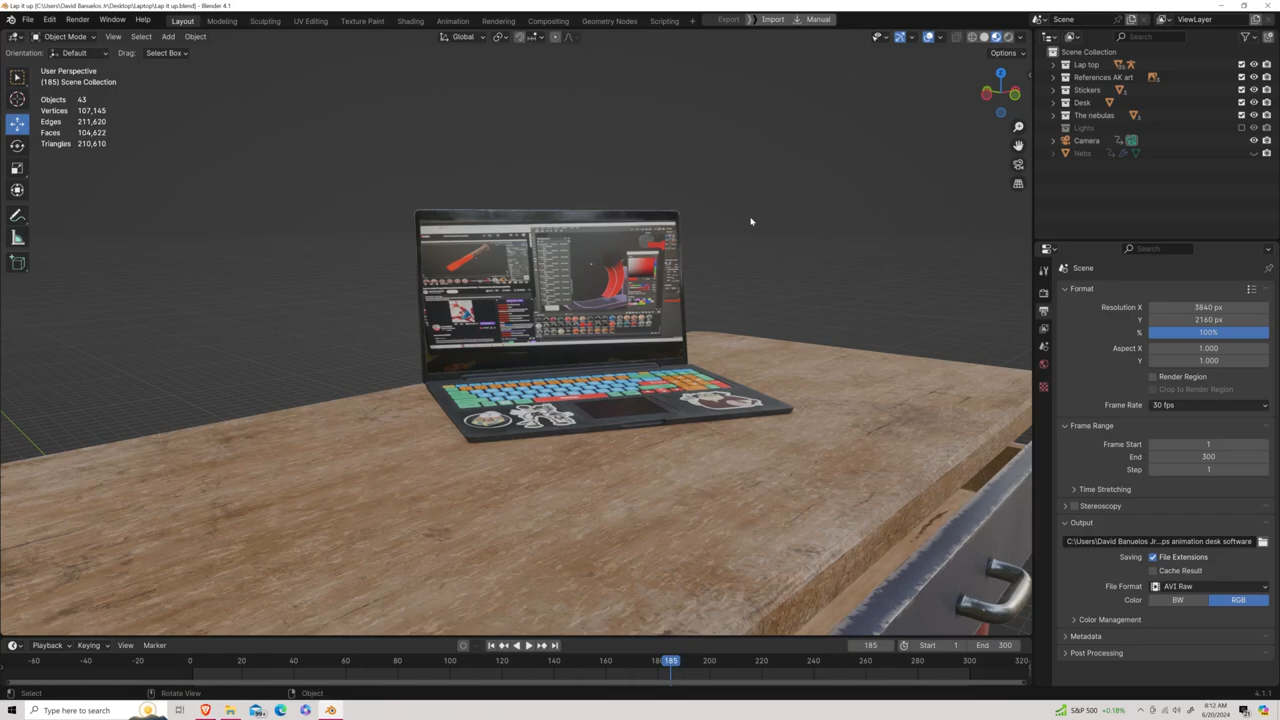 Lap it up [C:\Users\David Banuelos Jr\Desktop\Laptop\Lap it up.blend] - Blender 4.1
File Edit Render Window Help Layout Modeling Sculpting UV Editing Texture Paint Shading Animation Rendering Compositing Geometry Nodes Scripting + Export Import Manual Scene ViewLayer
Object Mode View Select Add Object Global Search
Orientation: Default Drag: Select Box Options
User Perspective
(185) Scene Collection
Objects 43
Vertices 107,145
Edges 211,620
Faces 104,622
Triangles 210,610
Z
Scene Collection
Lap top
References AK art
Stickers
Desk
The nebulas
Lights
Camera
Nebs
Search
Scene
Format
Resolution X 3840 px
Y 2160 px
% 100%
Aspect X 1.000
Y 1.000
Render Region
Crop to Render Region
Frame Rate 30 fps
Frame Range
Frame Start 1
End 300
Step 1
Time Stretching
Stereoscopy
Output
C:\Users\David Banuelos Jr...ps animation desk software
Saving File Extensions
Cache Result
File Format AVI Raw
Color BW RGB
Color Management
Metadata
Post Processing
Playback Keying View Marker 185 Start 1 End 300
-60 -40 -20 0 20 40 60 80 100 120 140 160 18 185 200 220 240 260 280 300 320
Select Rotate View Object 4.1.1
Type here to search 99+ S&P 500 +0.18% 8:12 AM
6/20/2024